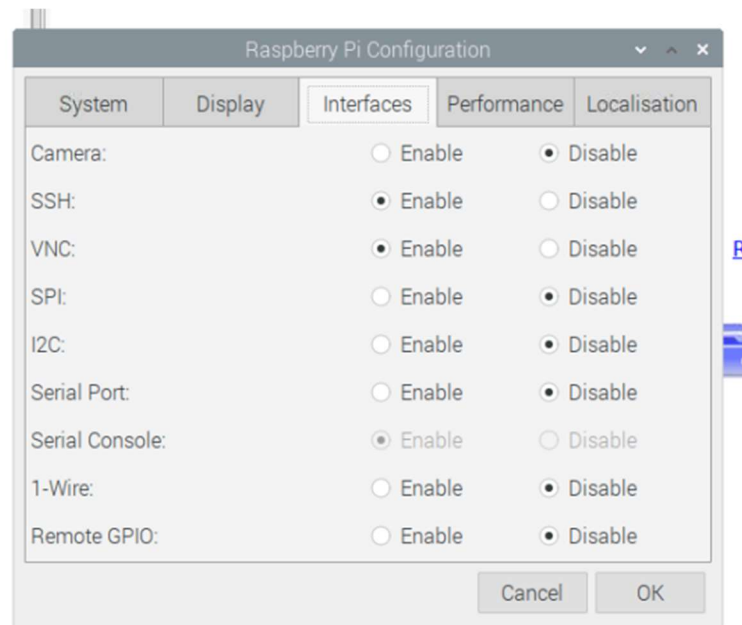 Raspberry Pi Configuration
System Display Interfaces Performance Localisation
Camera: Enable Disable
SSH: Enable Disable
VNC: Enable Disable
SPI: Enable Disable
I2C: Enable Disable
Serial Port: Enable Disable
Serial Console: Enable Disable
1-Wire: Enable Disable
Remote GPIO: Enable Disable
Cancel OK